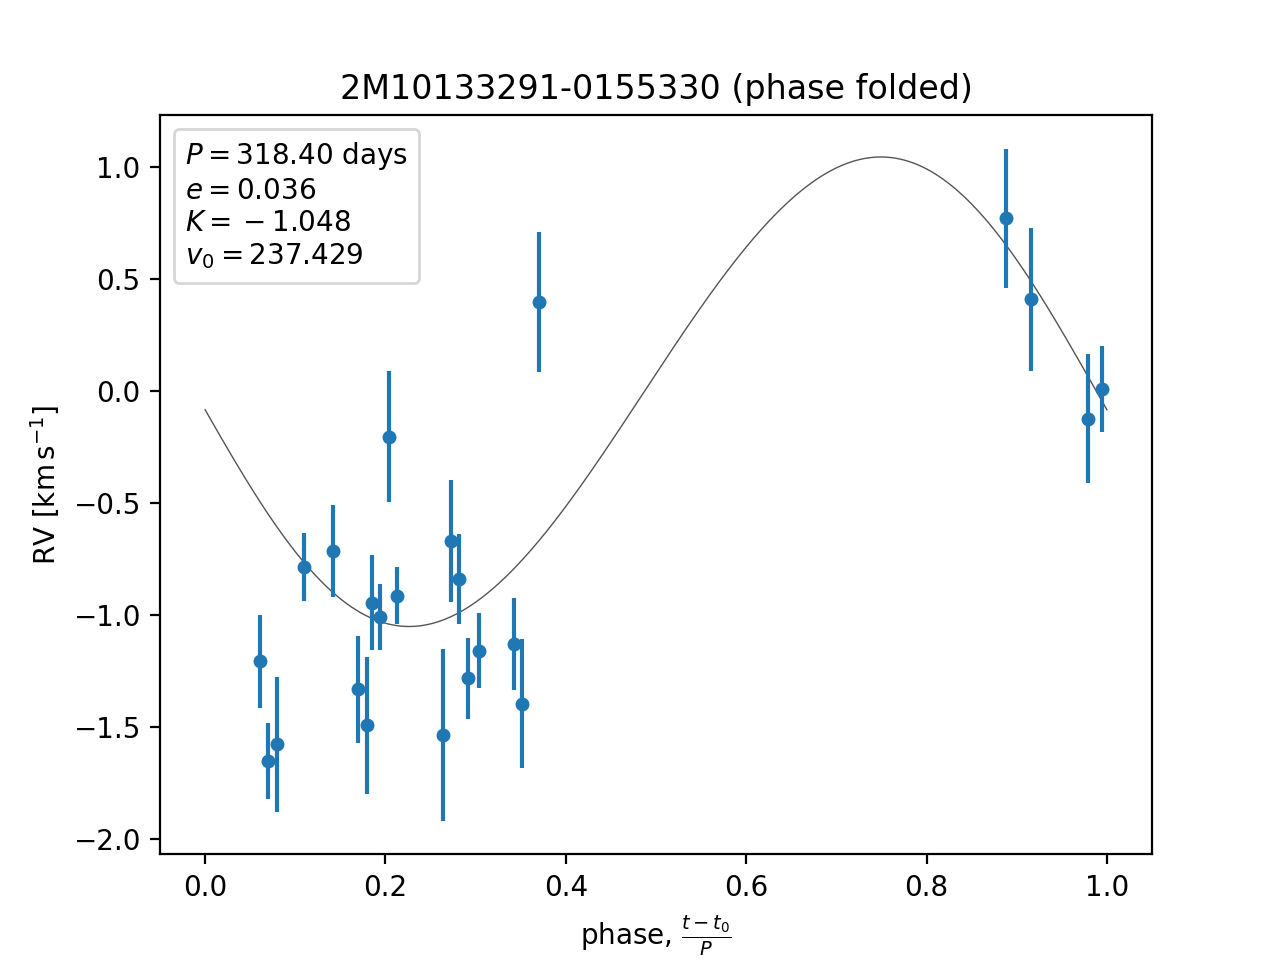 2M10133291-0155330 (phase folded)
P = 318.40 days
e = 0.036
K = −1.048
v₀ = 237.429
RV [km s⁻¹]
1.0
0.5
0.0
−0.5
−1.0
−1.5
−2.0
0.0 0.2 0.4 0.6 0.8 1.0
phase, (t − t₀)/P